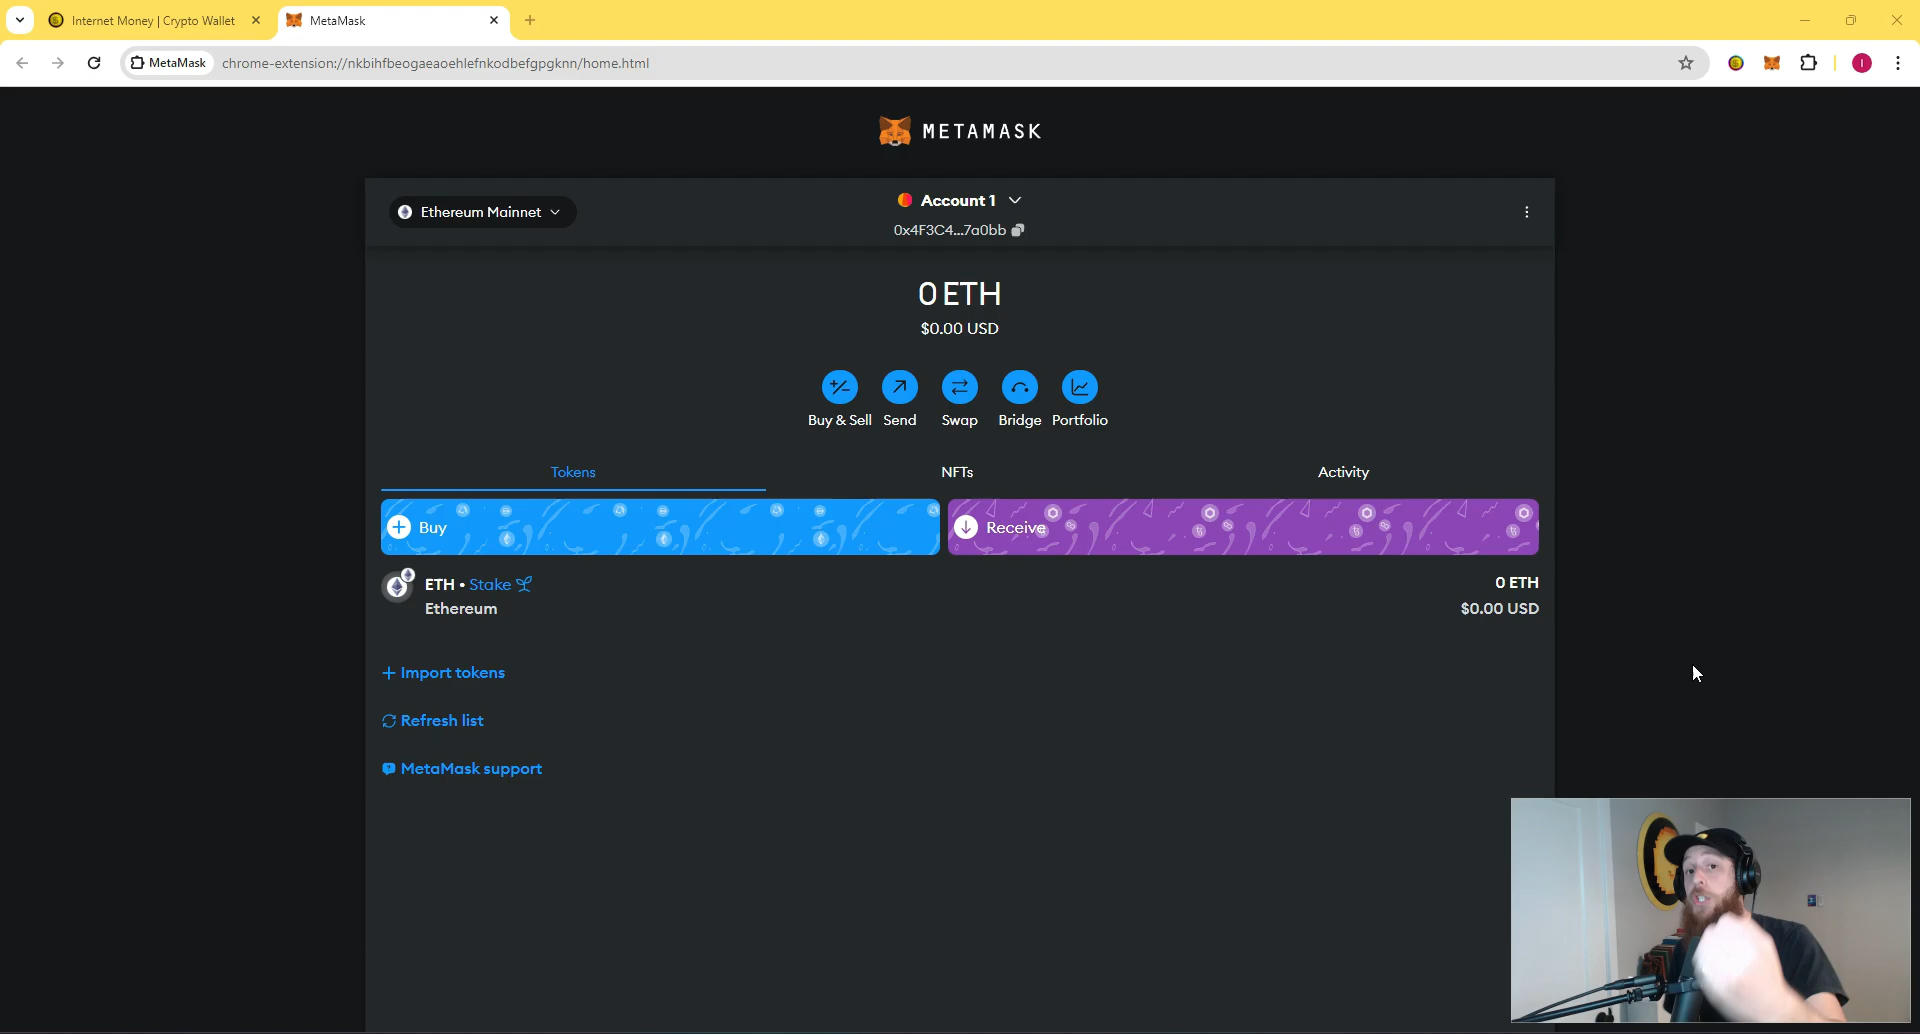 Internet Money | Crypto Wallet
MetaMask
MetaMask
chrome-extension://nkbihfbeogaeaoehlefnkodbefgpgknn/home.html
I
METAMASK
Ethereum Mainnet
Account 1
0x4F3C4...7a0bb
0 ETH
$0.00 USD
Buy & Sell
Send
Swap
Bridge
Portfolio
Tokens
NFTs
Activity
Buy
Receive
ETH • Stake
0 ETH
Ethereum
$0.00 USD
+ Import tokens
Refresh list
MetaMask support